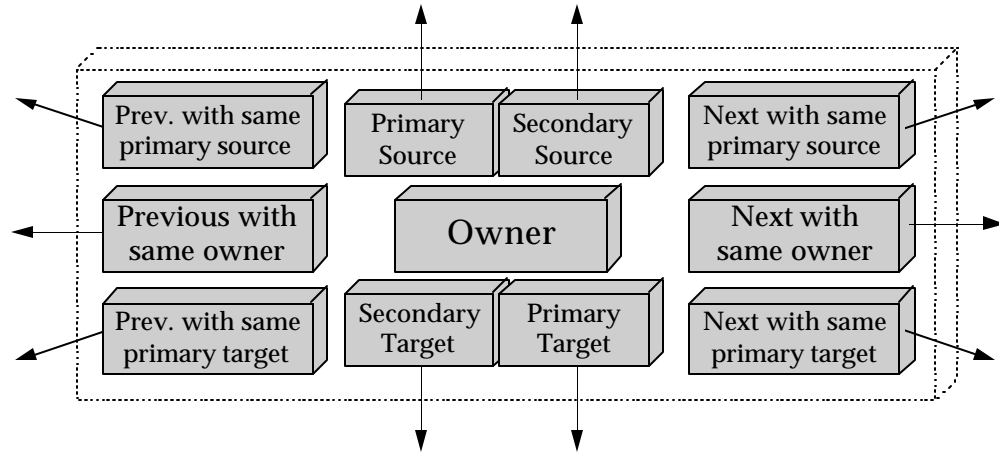 Prev. with same
primary source
Primary
Source
Secondary
Source
Next with same
primary source
Previous with
same owner
Owner
Next with
same owner
Prev. with same
primary target
Secondary
Target
Primary
Target
Next with same
primary target